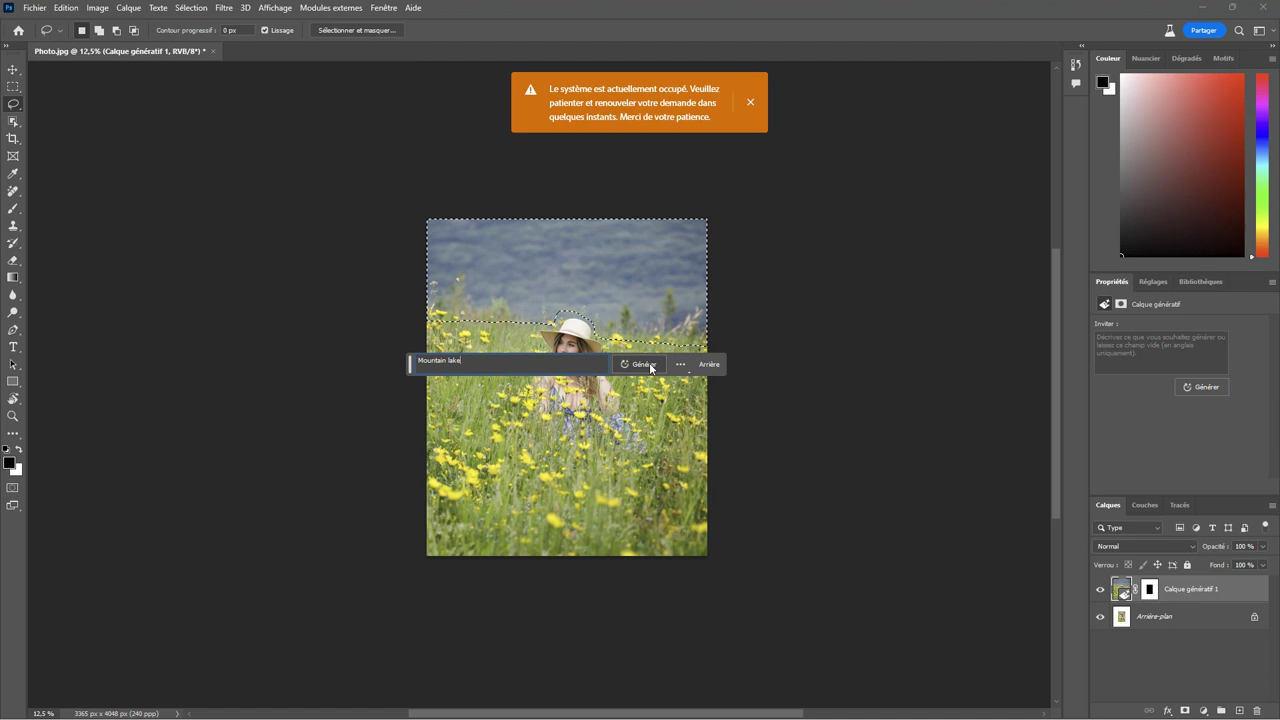 Ps Fichier Edition Image Calque Texte Sélection Filtre 3D Affichage Modules externes Fenêtre Aide
Contour progressif : 0 px Lissage Sélectionner et masquer... Partager
Photo.jpg @ 12,5% (Calque génératif 1, RVB/8*) * ×
Couleur Nuancier Dégradés Motifs
Le système est actuellement occupé. Veuillez
patienter et renouveler votre demande dans
quelques instants. Merci de votre patience.
Propriétés Réglages Bibliothèques
Calque génératif
Inviter :
Décrivez ce que vous souhaitez générer ou
laissez ce champ vide (en anglais
uniquement).
Générer
Mountain lake Générer ••• Arrière
Calques Couches Tracés
Type
Normal Opacité : 100 %
Verrou : Fond : 100 %
Calque génératif 1
Arrière-plan
12,5 % 3365 px x 4048 px (240 ppp)
fx